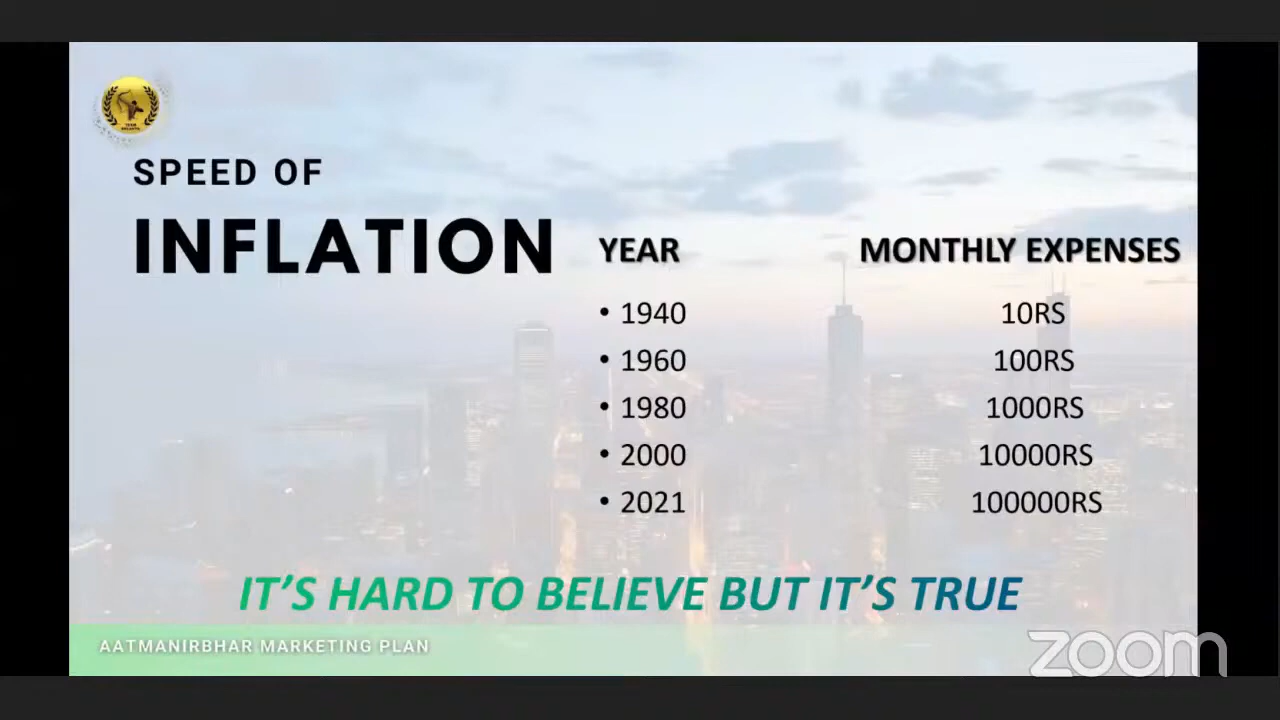 SPEED OF
INFLATION
YEAR MONTHLY EXPENSES
• 1940 10RS
• 1960 100RS
• 1980 1000RS
• 2000 10000RS
• 2021 100000RS
IT'S HARD TO BELIEVE BUT IT'S TRUE
AATMANIRBHAR MARKETING PLAN
zoom